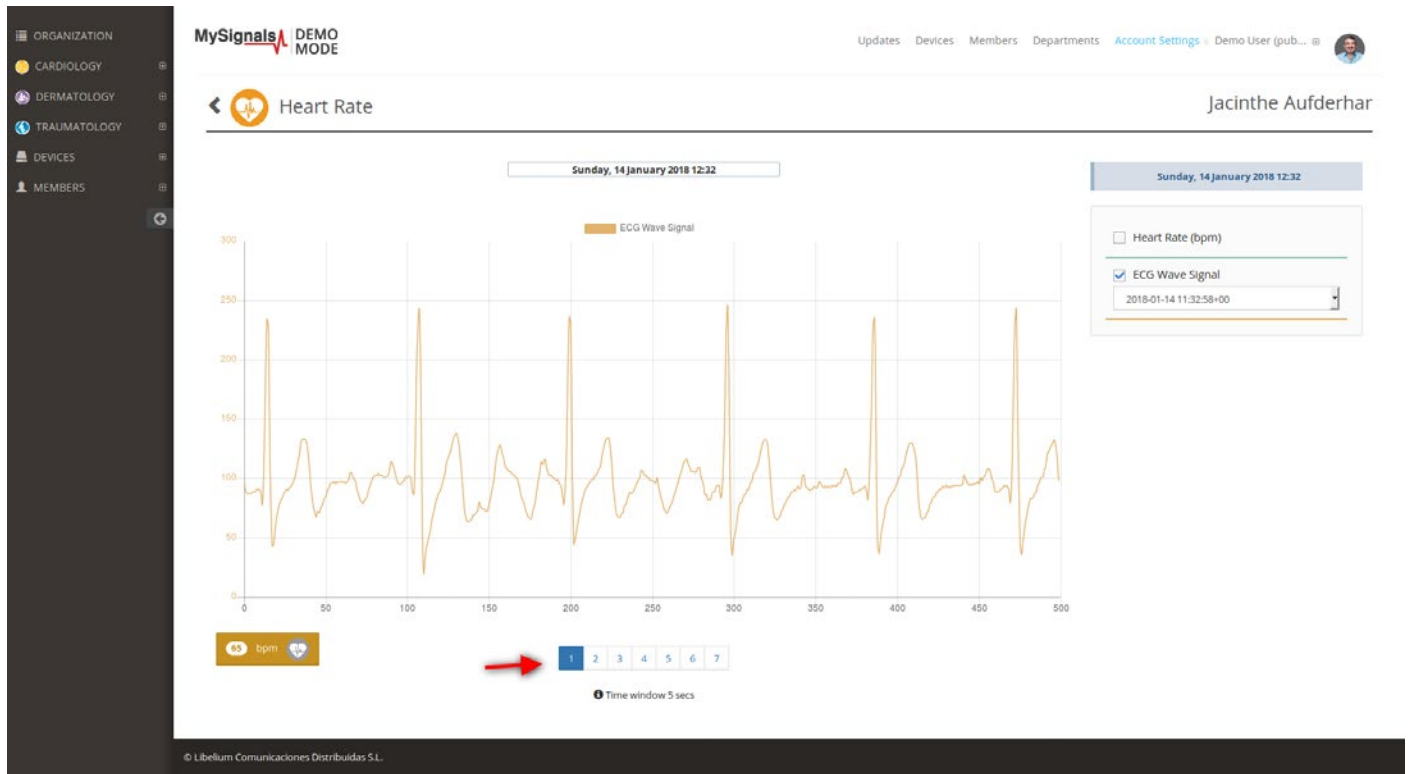 ORGANIZATION
CARDIOLOGY
DERMATOLOGY
TRAUMATOLOGY
DEVICES
MEMBERS
MySignals DEMO MODE
Updates Devices Members Departments Account Settings Demo User (pub...
Heart Rate
Jacinthe Aufderhar
Sunday, 14 January 2018 12:32
Sunday, 14 January 2018 12:32
ECG Wave Signal
Heart Rate (bpm)
ECG Wave Signal
2018-01-14 11:32:58+00
300
250
200
150
100
50
0
0 50 100 150 200 250 300 350 400 450 500
65 bpm
1 2 3 4 5 6 7
Time window 5 secs
© Libelium Comunicaciones Distribuidas S.L.